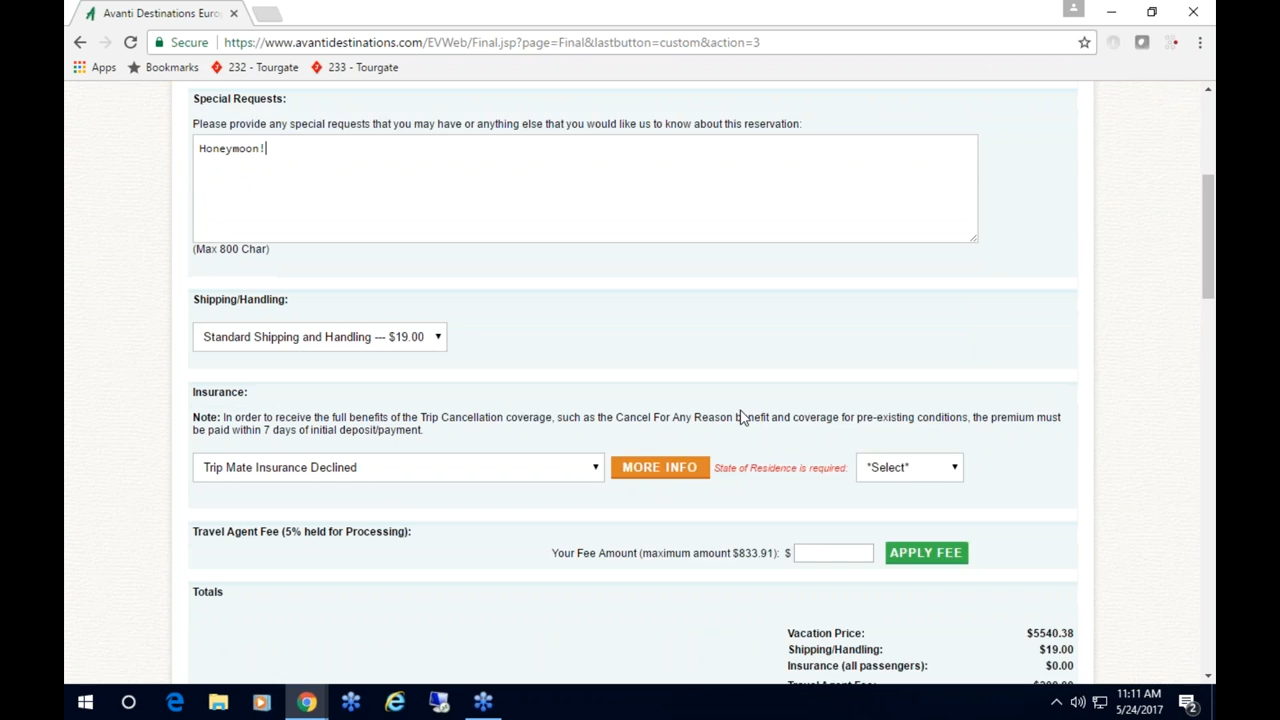 Avanti Destinations Euro
Secure https://www.avantidestinations.com/EVWeb/Final.jsp?page=Final&lastbutton=custom&action=3
Apps Bookmarks 232 - Tourgate 233 - Tourgate
Special Requests:
Please provide any special requests that you may have or anything else that you would like us to know about this reservation:
Honeymoon!
(Max 800 Char)
Shipping/Handling:
Standard Shipping and Handling --- $19.00
Insurance:
Note: In order to receive the full benefits of the Trip Cancellation coverage, such as the Cancel For Any Reason benefit and coverage for pre-existing conditions, the premium must
be paid within 7 days of initial deposit/payment.
Trip Mate Insurance Declined MORE INFO State of Residence is required: *Select*
Travel Agent Fee (5% held for Processing):
Your Fee Amount (maximum amount $833.91): $ APPLY FEE
Totals
Vacation Price: $5540.38
Shipping/Handling: $19.00
Insurance (all passengers): $0.00
11:11 AM
5/24/2017
2